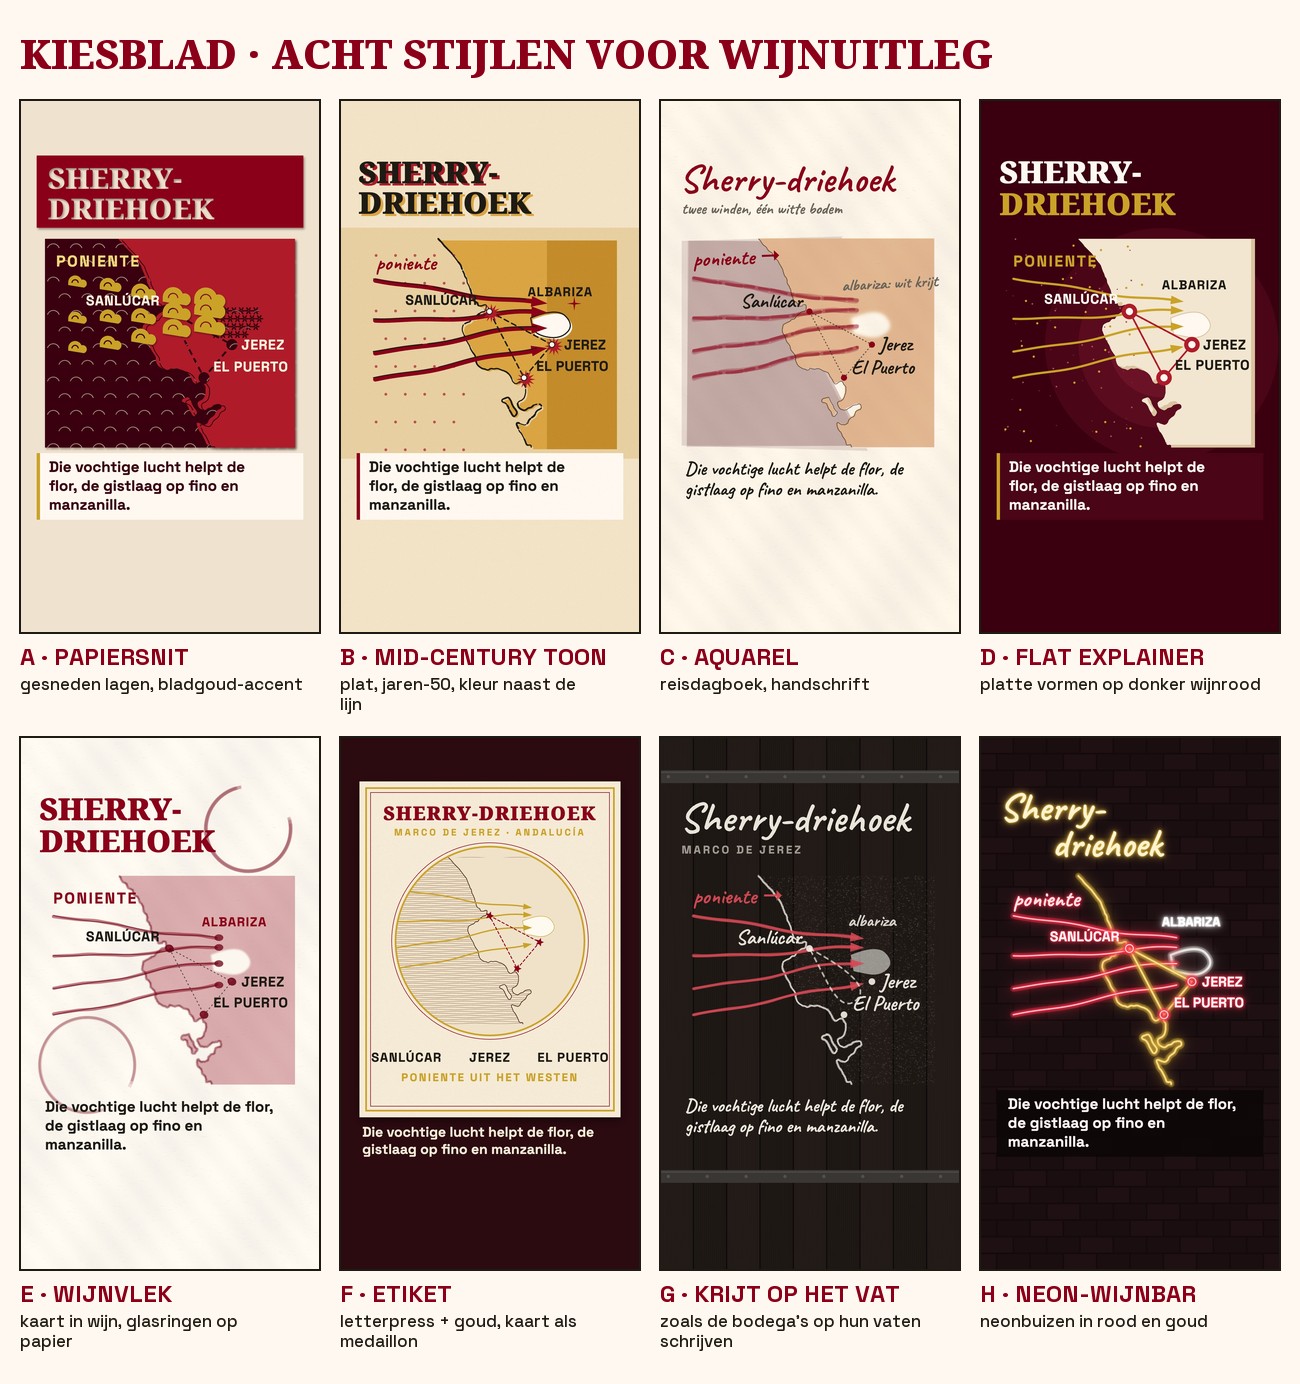 KIESBLAD · ACHT STIJLEN VOOR WIJNUITLEG
SHERRY-
DRIEHOEK
PONIENTE
SANLÚCAR
JEREZ
EL PUERTO
Die vochtige lucht helpt de
flor, de gistlaag op fino en
manzanilla.
A · PAPIERSNIT
gesneden lagen, bladgoud-accent
SHERRY-
DRIEHOEK
poniente
ALBARIZA
SANLÚCAR
JEREZ
EL PUERTO
Die vochtige lucht helpt de
flor, de gistlaag op fino en
manzanilla.
B · MID-CENTURY TOON
plat, jaren-50, kleur naast de
lijn
Sherry-driehoek
twee winden, één witte bodem
poniente
albariza: wit krijt
Sanlúcar
Jerez
El Puerto
Die vochtige lucht helpt de flor, de
gistlaag op fino en manzanilla.
C · AQUAREL
reisdagboek, handschrift
SHERRY-
DRIEHOEK
PONIENTE
ALBARIZA
SANLÚCAR
JEREZ
EL PUERTO
Die vochtige lucht helpt de
flor, de gistlaag op fino en
manzanilla.
D · FLAT EXPLAINER
platte vormen op donker wijnrood
SHERRY-
DRIEHOEK
PONIENTE
ALBARIZA
SANLÚCAR
JEREZ
EL PUERTO
Die vochtige lucht helpt de flor,
de gistlaag op fino en
manzanilla.
E · WIJNVLEK
kaart in wijn, glasringen op
papier
SHERRY-DRIEHOEK
MARCO DE JEREZ · ANDALUCÍA
SANLÚCAR JEREZ EL PUERTO
PONIENTE UIT HET WESTEN
Die vochtige lucht helpt de flor, de
gistlaag op fino en manzanilla.
F · ETIKET
letterpress + goud, kaart als
medaillon
Sherry-driehoek
MARCO DE JEREZ
poniente
albariza
Sanlúcar
Jerez
El Puerto
Die vochtige lucht helpt de flor, de
gistlaag op fino en manzanilla.
G · KRIJT OP HET VAT
zoals de bodega's op hun vaten
schrijven
Sherry-
driehoek
poniente
ALBARIZA
SANLÚCAR
JEREZ
EL PUERTO
Die vochtige lucht helpt de flor,
de gistlaag op fino en
manzanilla.
H · NEON-WIJNBAR
neonbuizen in rood en goud